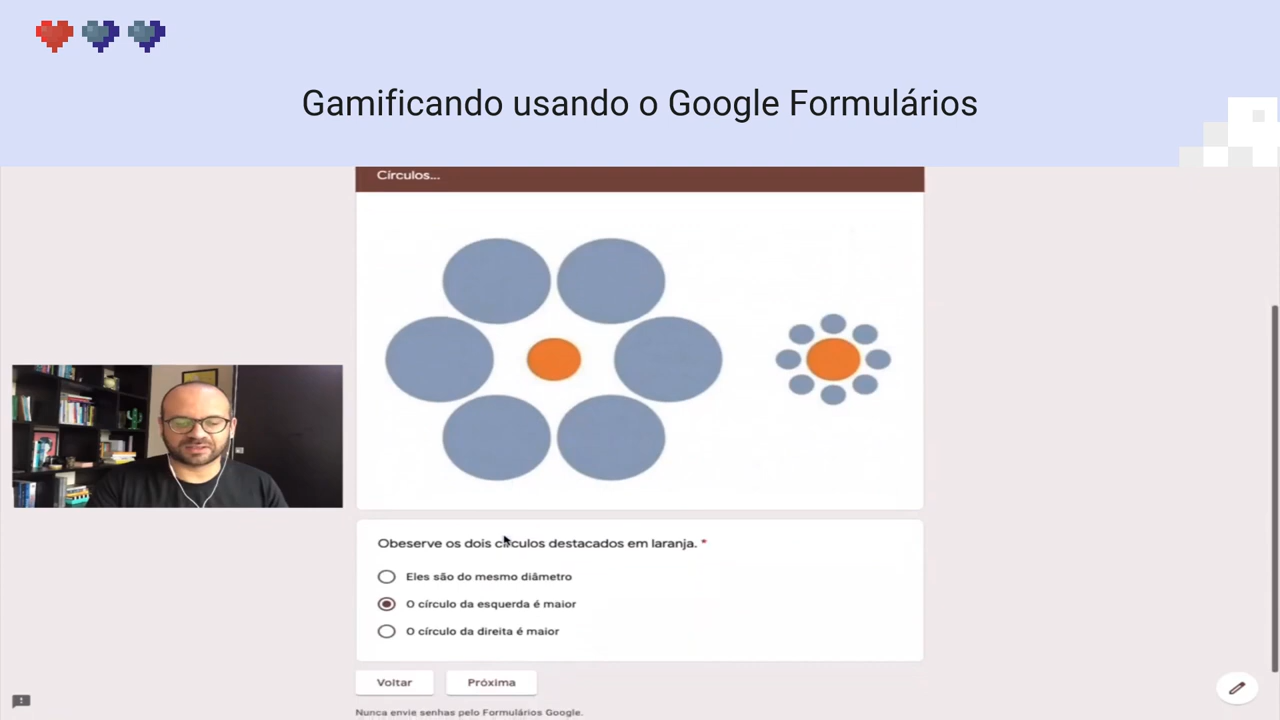 Gamificando usando o Google Formulários
Círculos...
Obeserve os dois círculos destacados em laranja. *
Eles são do mesmo diâmetro
O círculo da esquerda é maior
O círculo da direita é maior
Voltar
Próxima
Nunca envie senhas pelo Formulários Google.